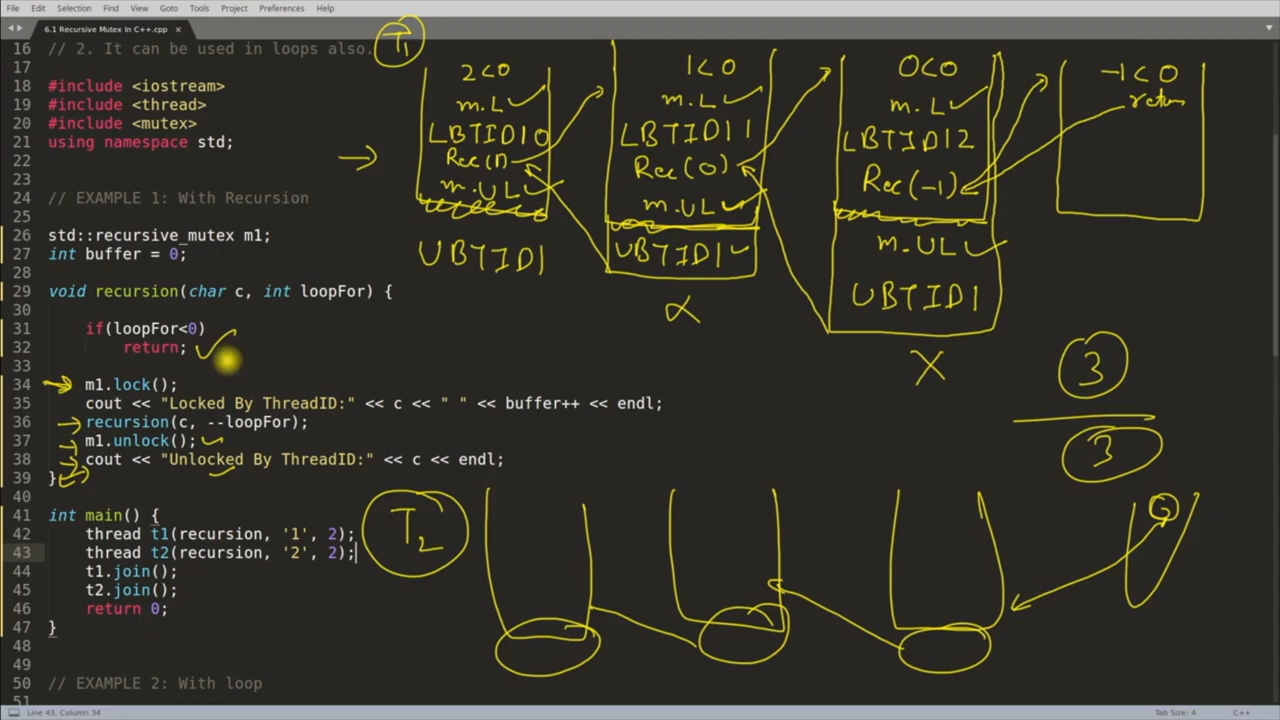 File Edit Selection Find View Goto Tools Project Preferences Help
6.1 Recursive Mutex In C++.cpp
16 // 2. It can be used in loops also.
17
18 #include <iostream>
19 #include <thread>
20 #include <mutex>
21 using namespace std;
22
23
24 // EXAMPLE 1: With Recursion
25
26 std::recursive_mutex m1;
27 int buffer = 0;
28
29 void recursion(char c, int loopFor) {
30
31 if(loopFor<0)
32 return;
33
34 m1.lock();
35 cout << "Locked By ThreadID:" << c << " " << buffer++ << endl;
36 recursion(c, --loopFor);
37 m1.unlock();
38 cout << "Unlocked By ThreadID:" << c << endl;
39 }
40
41 int main() {
42 thread t1(recursion, '1', 2);
43 thread t2(recursion, '2', 2);
44 t1.join();
45 t2.join();
46 return 0;
47 }
48
49
50 // EXAMPLE 2: With loop
51
T1
2<0
m.L
LBTID10
Rec(1)
m.UL
UBTID1
1<0
m.L
LBTID11
Rec(0)
m.UL
UBTID1
0<0
m.L
LBTID12
Rec(-1)
m.UL
UBTID1
X
-1<0
return
3
3
T2
Line 43, Column 34
Tab Size: 4
C++